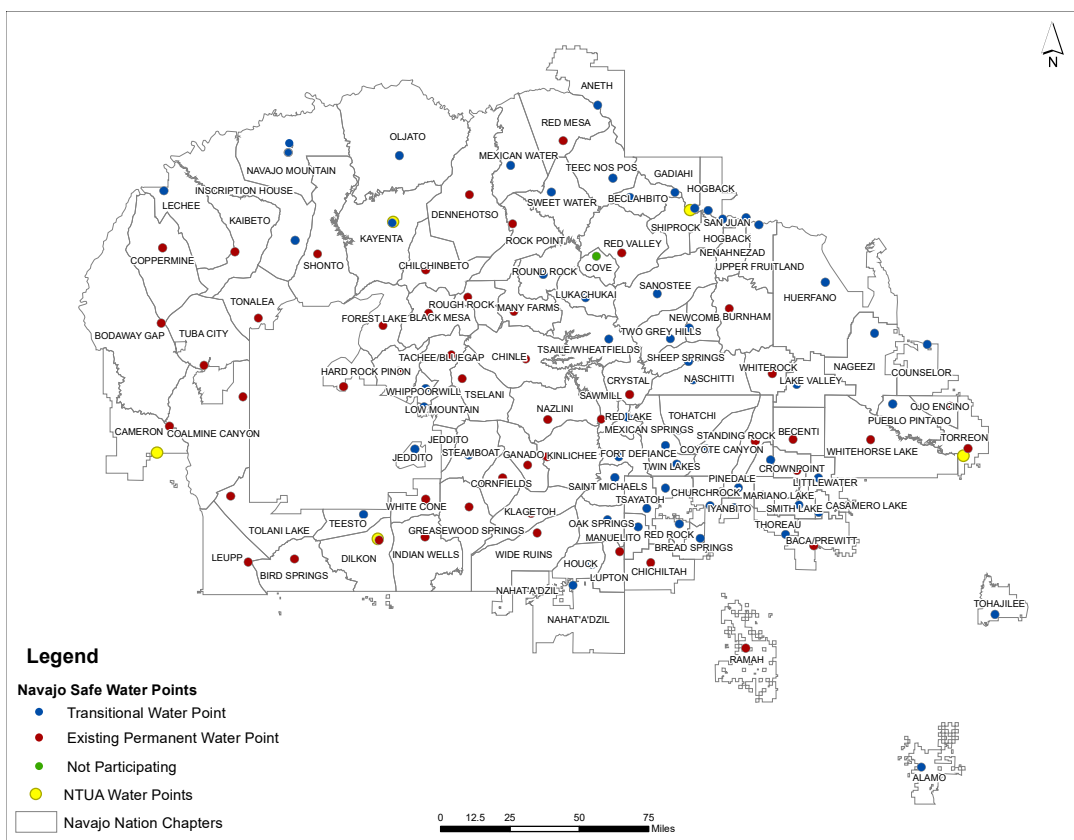 N
ANETH
RED MESA
OLJATO
MEXICAN WATER
TEEC NOS POS
NAVAJO MOUNTAIN
GADIAHI
INSCRIPTION HOUSE
SWEET WATER
BECLAHBITO
HOGBACK
LECHEE
DENNEHOTSO
KAIBETO
SAN JUAN
SHIPROCK
KAYENTA
ROCK POINT
RED VALLEY
HOGBACK
COPPERMINE
NENAHNEZAD
SHONTO
CHILCHINBETO
COVE
UPPER FRUITLAND
ROUND ROCK
SANOSTEE
LUKACHUKAI
HUERFANO
TONALEA
ROUGH ROCK
MANY FARMS
NEWCOMB
BURNHAM
FOREST LAKE
BLACK MESA
BODAWAY GAP
TUBA CITY
TWO GREY HILLS
TSAILE/WHEATFIELDS
TACHEE/BLUEGAP
CHINLE
SHEEP SPRINGS
WHITEROCK
NAGEEZI
HARD ROCK
PINON
COUNSELOR
CRYSTAL
NASCHITTI
LAKE VALLEY
WHIPPOORWILL
TSELANI
SAWMILL
LOW MOUNTAIN
NAZLINI
RED LAKE
TOHATCHI
OJO ENCINO
PUEBLO PINTADO
MEXICAN SPRINGS
CAMERON
COALMINE CANYON
STANDING ROCK
BECENTI
TORREON
JEDDITO
STEAMBOAT
GANADO
KINLICHEE
FORT DEFIANCE
COYOTE CANYON
WHITEHORSE LAKE
JEDDITO
TWIN LAKES
CROWNPOINT
CORNFIELDS
SAINT MICHAELS
PINEDALE
LITTLEWATER
CHURCHROCK
MARIANO LAKE
WHITE CONE
TSAYATOH
IYANBITO
SMITH LAKE
CASAMERO LAKE
TEESTO
KLAGETOH
TOLANI LAKE
GREASEWOOD SPRINGS
OAK SPRINGS
THOREAU
MANUELITO
RED ROCK
BACA/PREWITT
LEUPP
DILKON
INDIAN WELLS
WIDE RUINS
BREAD SPRINGS
HOUCK
BIRD SPRINGS
CHICHILTAH
LUPTON
NAHAT'A'DZIL
TOHAJILEE
NAHAT'A'DZIL
RAMAH
ALAMO
Legend
Navajo Safe Water Points
Transitional Water Point
Existing Permanent Water Point
Not Participating
NTUA Water Points
Navajo Nation Chapters
0 12.5 25 50 75
Miles